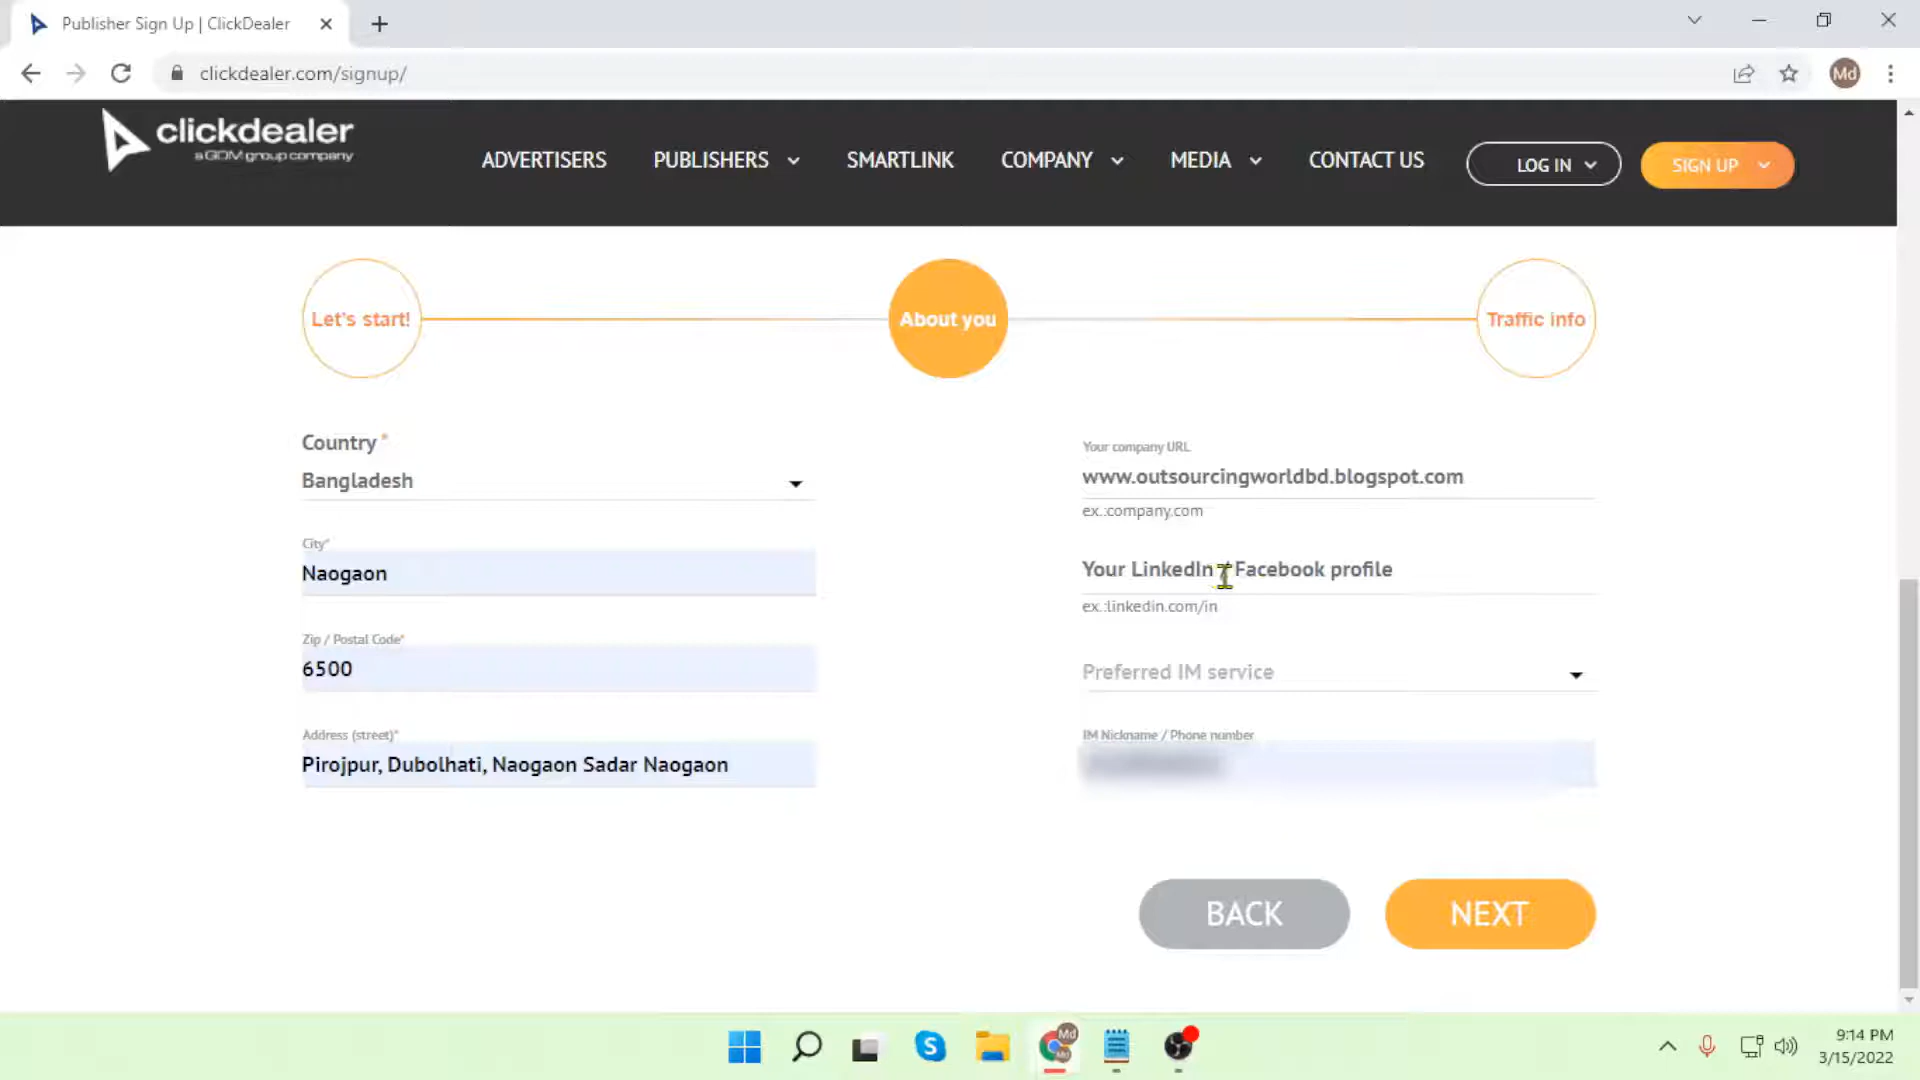 Publisher Sign Up | ClickDealer
clickdealer.com/signup/
Md
clickdealer
a GDM group company
ADVERTISERS
PUBLISHERS
SMARTLINK
COMPANY
MEDIA
CONTACT US
LOG IN
SIGN UP
Let's start!
About you
Traffic info
Country *
Bangladesh
City*
Naogaon
Zip / Postal Code*
6500
Address (street)*
Pirojpur, Dubolhati, Naogaon Sadar Naogaon
Your company URL
www.outsourcingworldbd.blogspot.com
ex.:company.com
Your LinkedIn / Facebook profile
ex.:linkedin.com/in
Preferred IM service
IM Nickname / Phone number
BACK
NEXT
Md
9:14 PM
3/15/2022